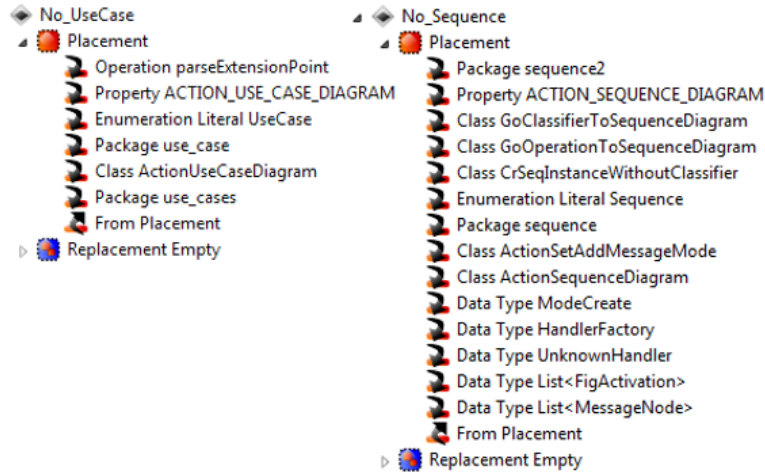 No_UseCase
Placement
Operation parseExtensionPoint
Property ACTION_USE_CASE_DIAGRAM
Enumeration Literal UseCase
Package use_case
Class ActionUseCaseDiagram
Package use_cases
From Placement
Replacement Empty
No_Sequence
Placement
Package sequence2
Property ACTION_SEQUENCE_DIAGRAM
Class GoClassifierToSequenceDiagram
Class GoOperationToSequenceDiagram
Class CrSeqInstanceWithoutClassifier
Enumeration Literal Sequence
Package sequence
Class ActionSetAddMessageMode
Class ActionSequenceDiagram
Data Type ModeCreate
Data Type HandlerFactory
Data Type UnknownHandler
Data Type List<FigActivation>
Data Type List<MessageNode>
From Placement
Replacement Empty